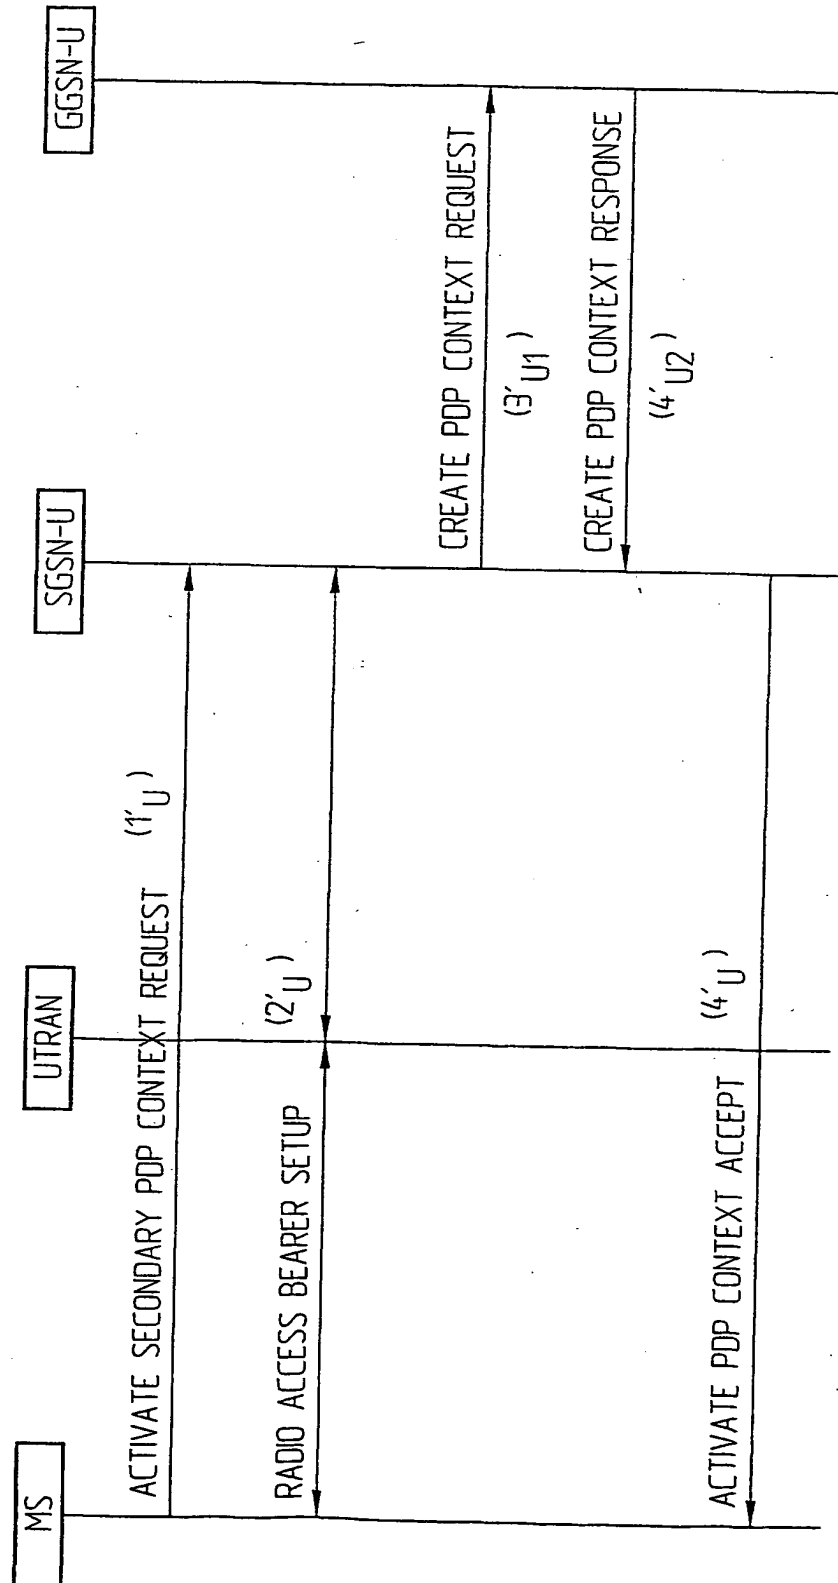 MS
UTRAN
SGSN-U
GGSN-U
ACTIVATE SECONDARY PDP CONTEXT REQUEST (1'U)
RADIO ACCESS BEARER SETUP (2'U)
CREATE PDP CONTEXT REQUEST
(3'U1)
CREATE PDP CONTEXT RESPONSE
(4'U2)
ACTIVATE PDP CONTEXT ACCEPT (4'U)